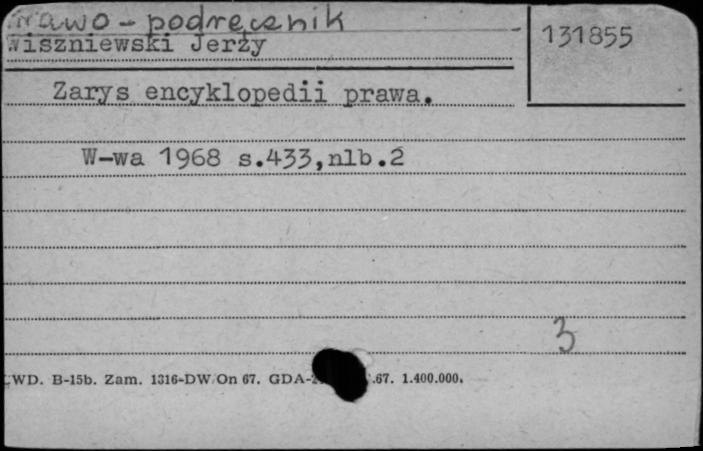 Prawo - podręcznik
Wiszniewski Jerzy
131855
Zarys encyklopedii prawa.
W-wa 1968 s.433,nlb.2
3
LWD. B-15b. Zam. 1316-DW/On 67. GDA- .67. 1.400.000.